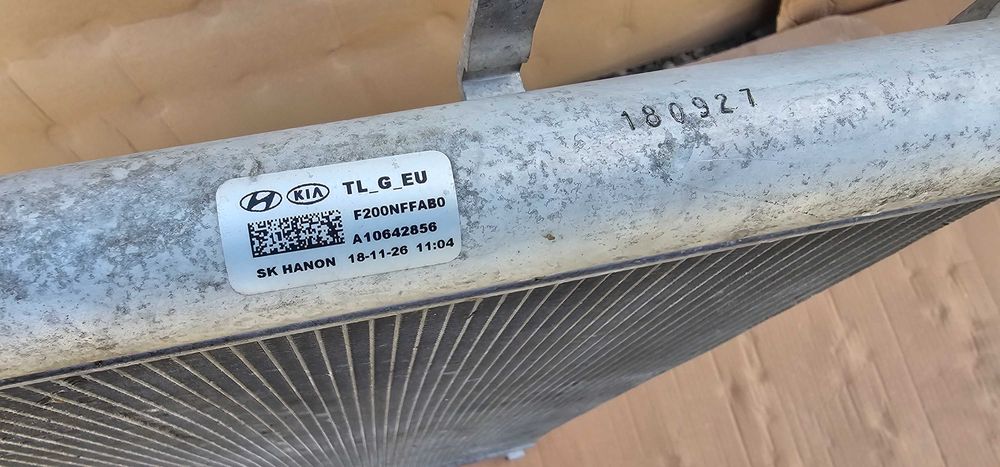 180927
KIA TL_G_EU
F200NFFAB0
A10642856
SK HANON 18-11-26 11:04